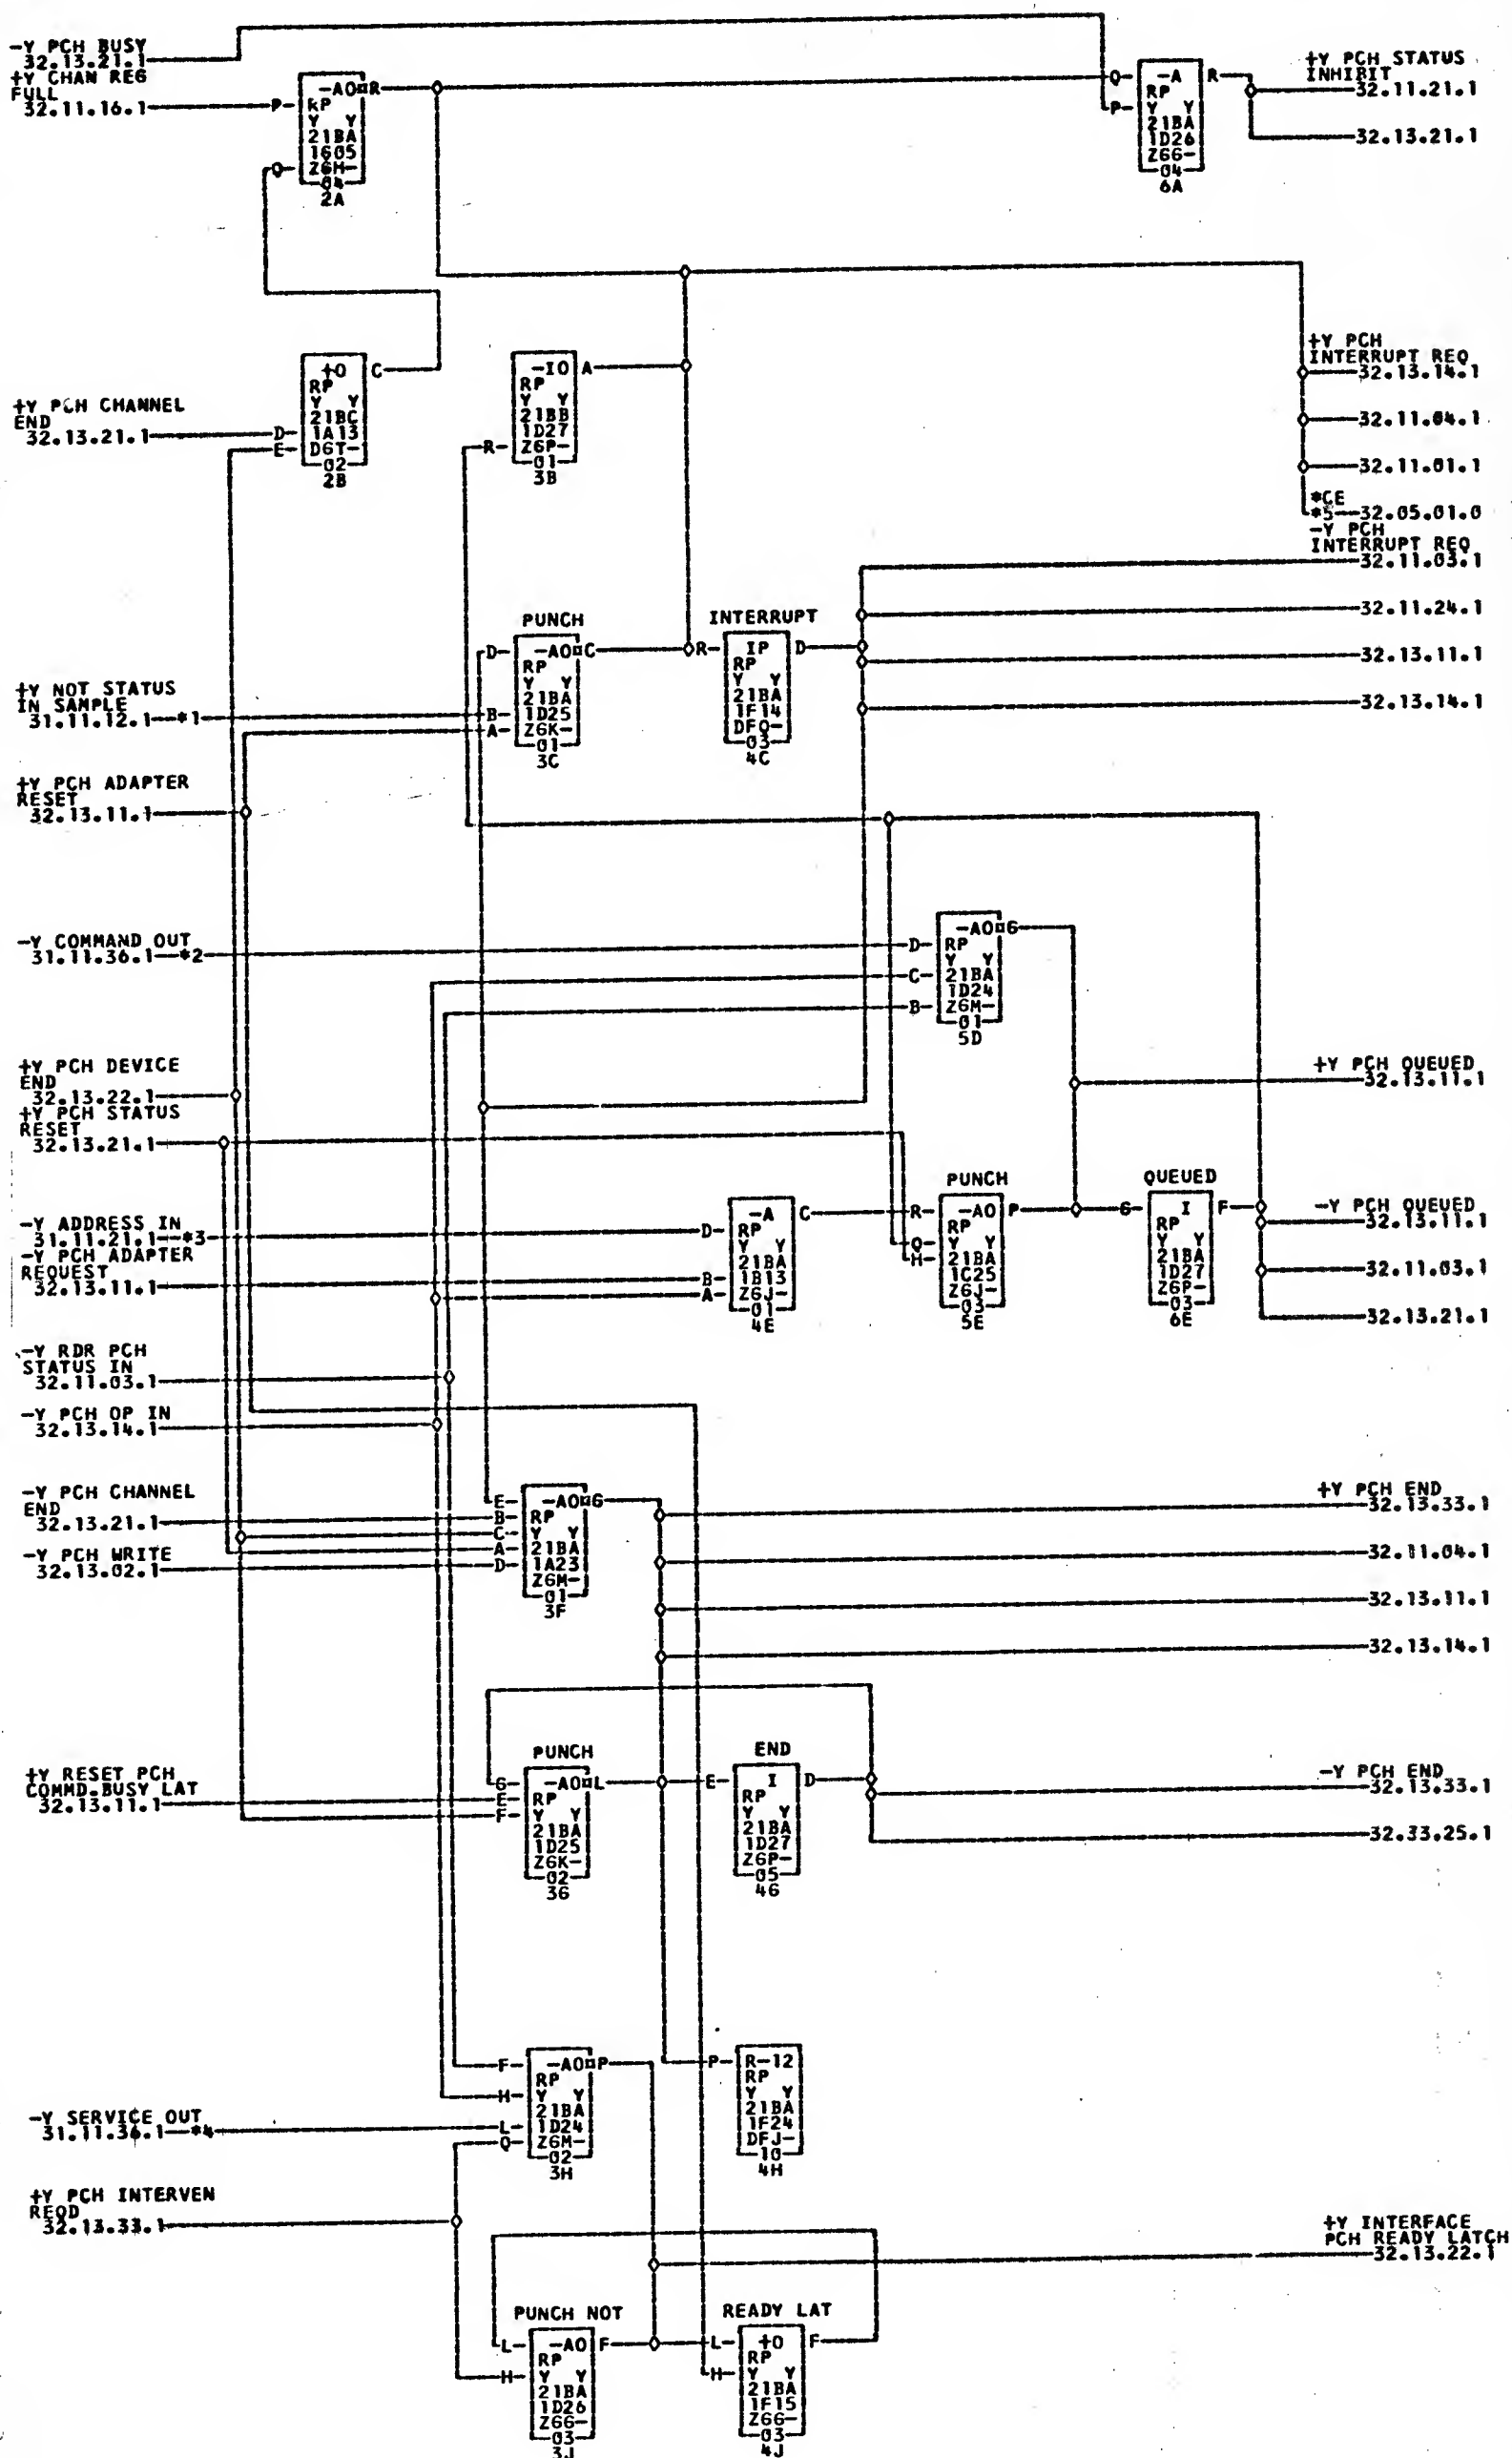 -Y PCH BUSY
32.13.21.1
+Y CHAN REG
FULL
32.11.16.1
P
Q
-AO R
RP
Y Y
21BA
1G05
Z6H-
04
2A
Q
P
-A R
RP
Y Y
21BA
1D26
Z66-
04
6A
+Y PCH STATUS
INHIBIT
32.11.21.1
32.13.21.1
+Y PCH CHANNEL
END
32.13.21.1
D
E
+O C
RP
Y Y
21BC
1A13
D6T-
02
2B
R
-IO A
RP
Y Y
21BB
1D27
Z6P-
01
3B
+Y PCH
INTERRUPT REQ
32.13.14.1
32.11.04.1
32.11.01.1
*CE
*5 32.05.01.0
-Y PCH
INTERRUPT REQ
32.11.03.1
32.11.24.1
32.13.11.1
32.13.14.1
+Y NOT STATUS
IN SAMPLE
31.11.12.1 *1
PUNCH
D
B
A
-AO C
RP
Y Y
21BA
1D25
Z6K-
01
3C
INTERRUPT
R
IP D
RP
Y Y
21BA
1F14
DFQ-
03
4C
+Y PCH ADAPTER
RESET
32.13.11.1
-Y COMMAND OUT
31.11.36.1 *2
D
C
B
-AO G
RP
Y Y
21BA
1D24
Z6M-
01
5D
+Y PCH DEVICE
END
32.13.22.1
+Y PCH STATUS
RESET
32.13.21.1
+Y PCH QUEUED
32.13.11.1
-Y ADDRESS IN
31.11.21.1 *3
-Y PCH ADAPTER
REQUEST
32.13.11.1
D
B
A
-A C
RP
Y Y
21BA
1B13
Z6J-
01
4E
PUNCH
R
Q
H
-AO P
RP
Y Y
21BA
1C25
Z6J-
03
5E
QUEUED
G
I F
RP
Y Y
21BA
1D27
Z6P-
03
6E
-Y PCH QUEUED
32.13.11.1
32.11.03.1
32.13.21.1
-Y RDR PCH
STATUS IN
32.11.03.1
-Y PCH OP IN
32.13.14.1
-Y PCH CHANNEL
END
32.13.21.1
-Y PCH WRITE
32.13.02.1
E
B
C
A
D
-AO G
RP
Y Y
21BA
1A23
Z6M-
01
3F
+Y PCH END
32.13.33.1
32.11.04.1
32.13.11.1
32.13.14.1
+Y RESET PCH
COMMD.BUSY LAT
32.13.11.1
PUNCH
G
E
F
-AO L
RP
Y Y
21BA
1D25
Z6K-
02
3G
END
E
I D
RP
Y Y
21BA
1D27
Z6P-
05
4G
-Y PCH END
32.13.33.1
32.33.25.1
-Y SERVICE OUT
31.11.36.1 *4
F
H
L
Q
-AO P
RP
Y Y
21BA
1D24
Z6M-
02
3H
P
R-12
RP
Y Y
21BA
1F24
DFJ-
10
4H
+Y PCH INTERVEN
REQD
32.13.33.1
+Y INTERFACE
PCH READY LATCH
32.13.22.1
PUNCH NOT
L
H
-AO F
RP
Y Y
21BA
1D26
Z66-
03
3J
READY LAT
L
H
+O F
RP
Y Y
21BA
1F15
Z66-
03
4J